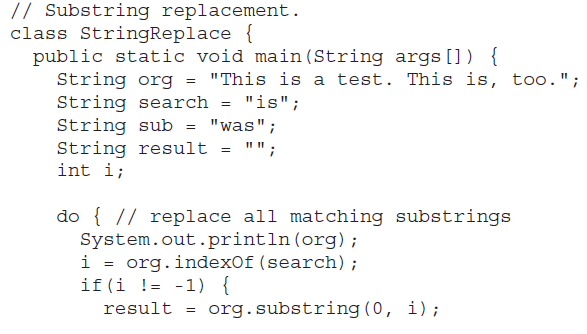 // Substring replacement.
class StringReplace {
public static void main(String args[]) {
String org = "This is a test. This is, too.";
String search = "is";
String sub = "was";
String result = "";
int i;
do { // replace all matching substrings
System.out.println(org);
i = org.indexOf(search);
if(i != -1) {
result = org.substring(0, i);